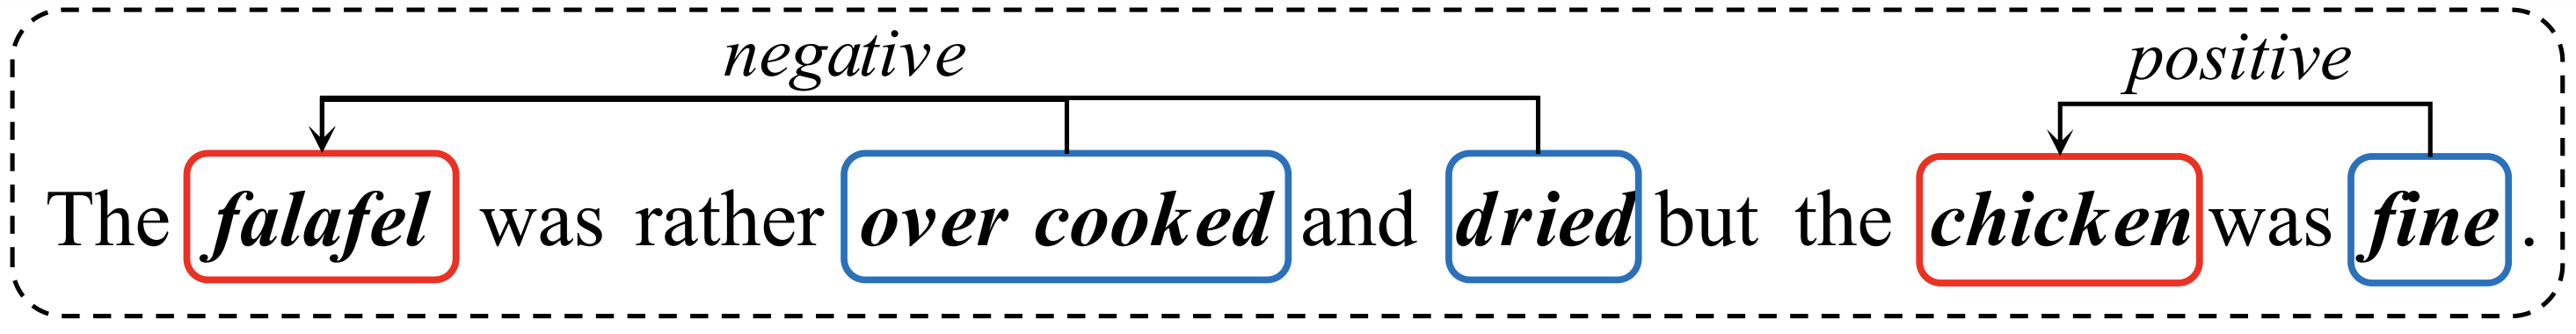 negative positive
The falafel was rather over cooked and dried but the chicken was fine .